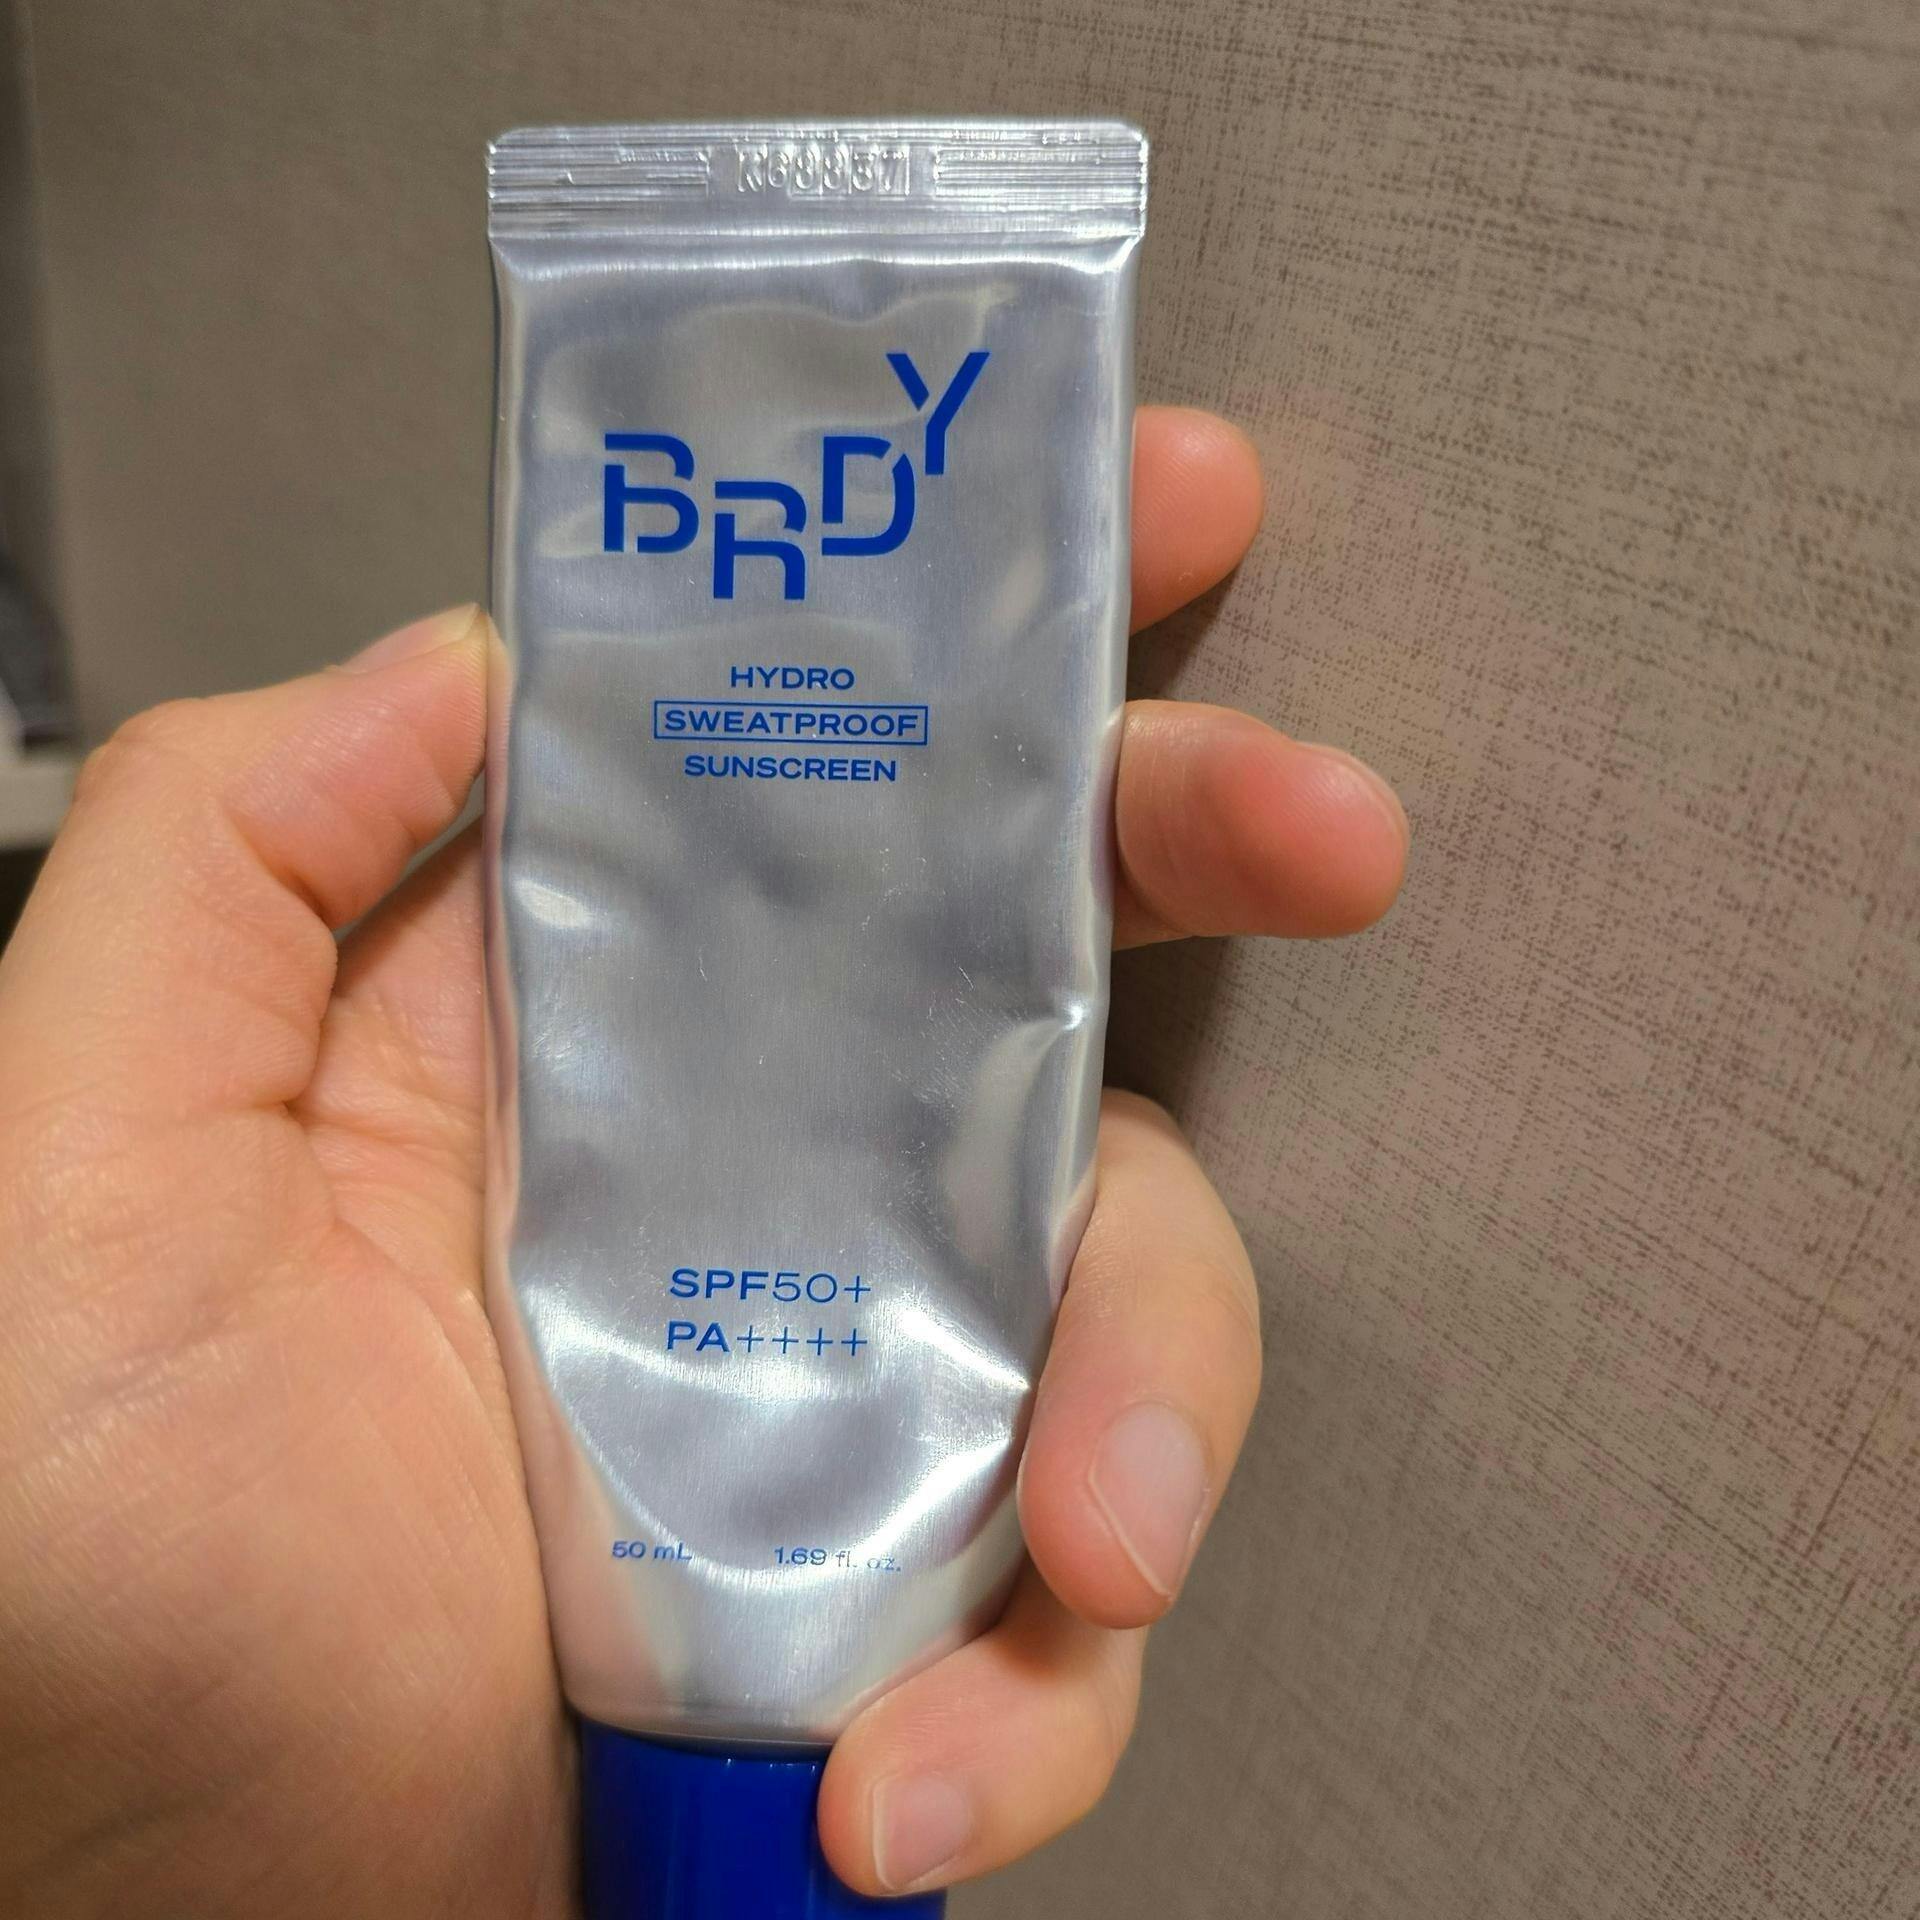 BRDY
HYDRO
SWEATPROOF
SUNSCREEN
SPF50+
PA++++
50 mL 1.69 fl. oz.